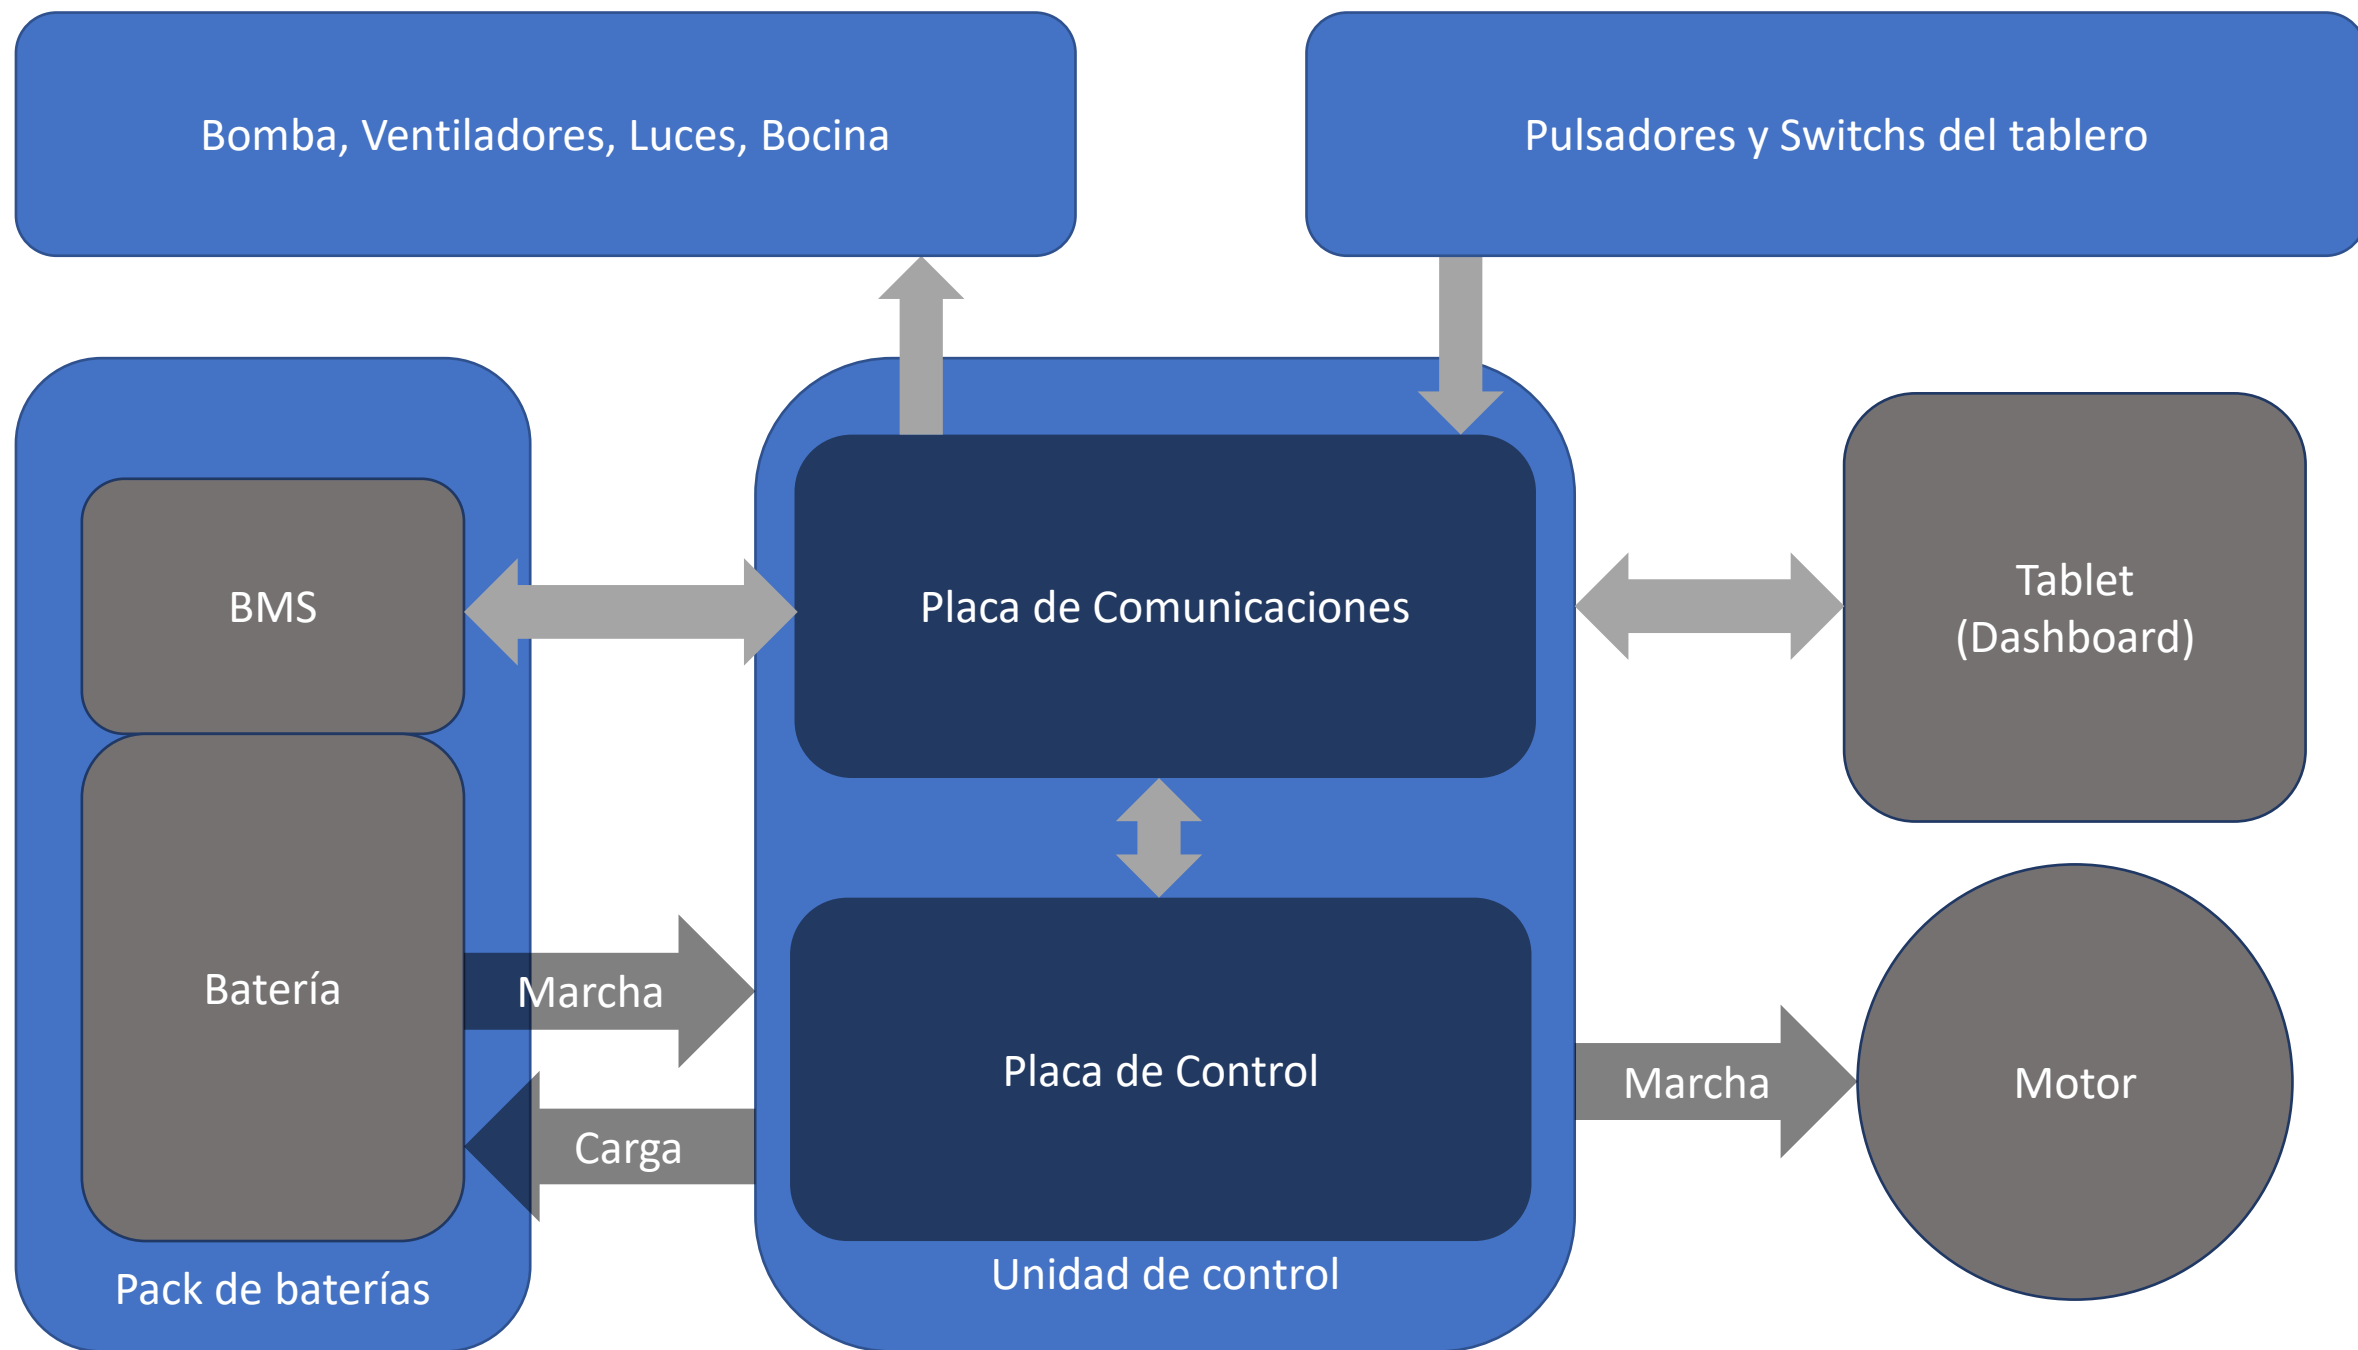 Bomba, Ventiladores, Luces, Bocina
Pulsadores y Switchs del tablero
BMS
Placa de Comunicaciones
Tablet
(Dashboard)
Batería
Marcha
Carga
Placa de Control
Marcha
Motor
Pack de baterías
Unidad de control